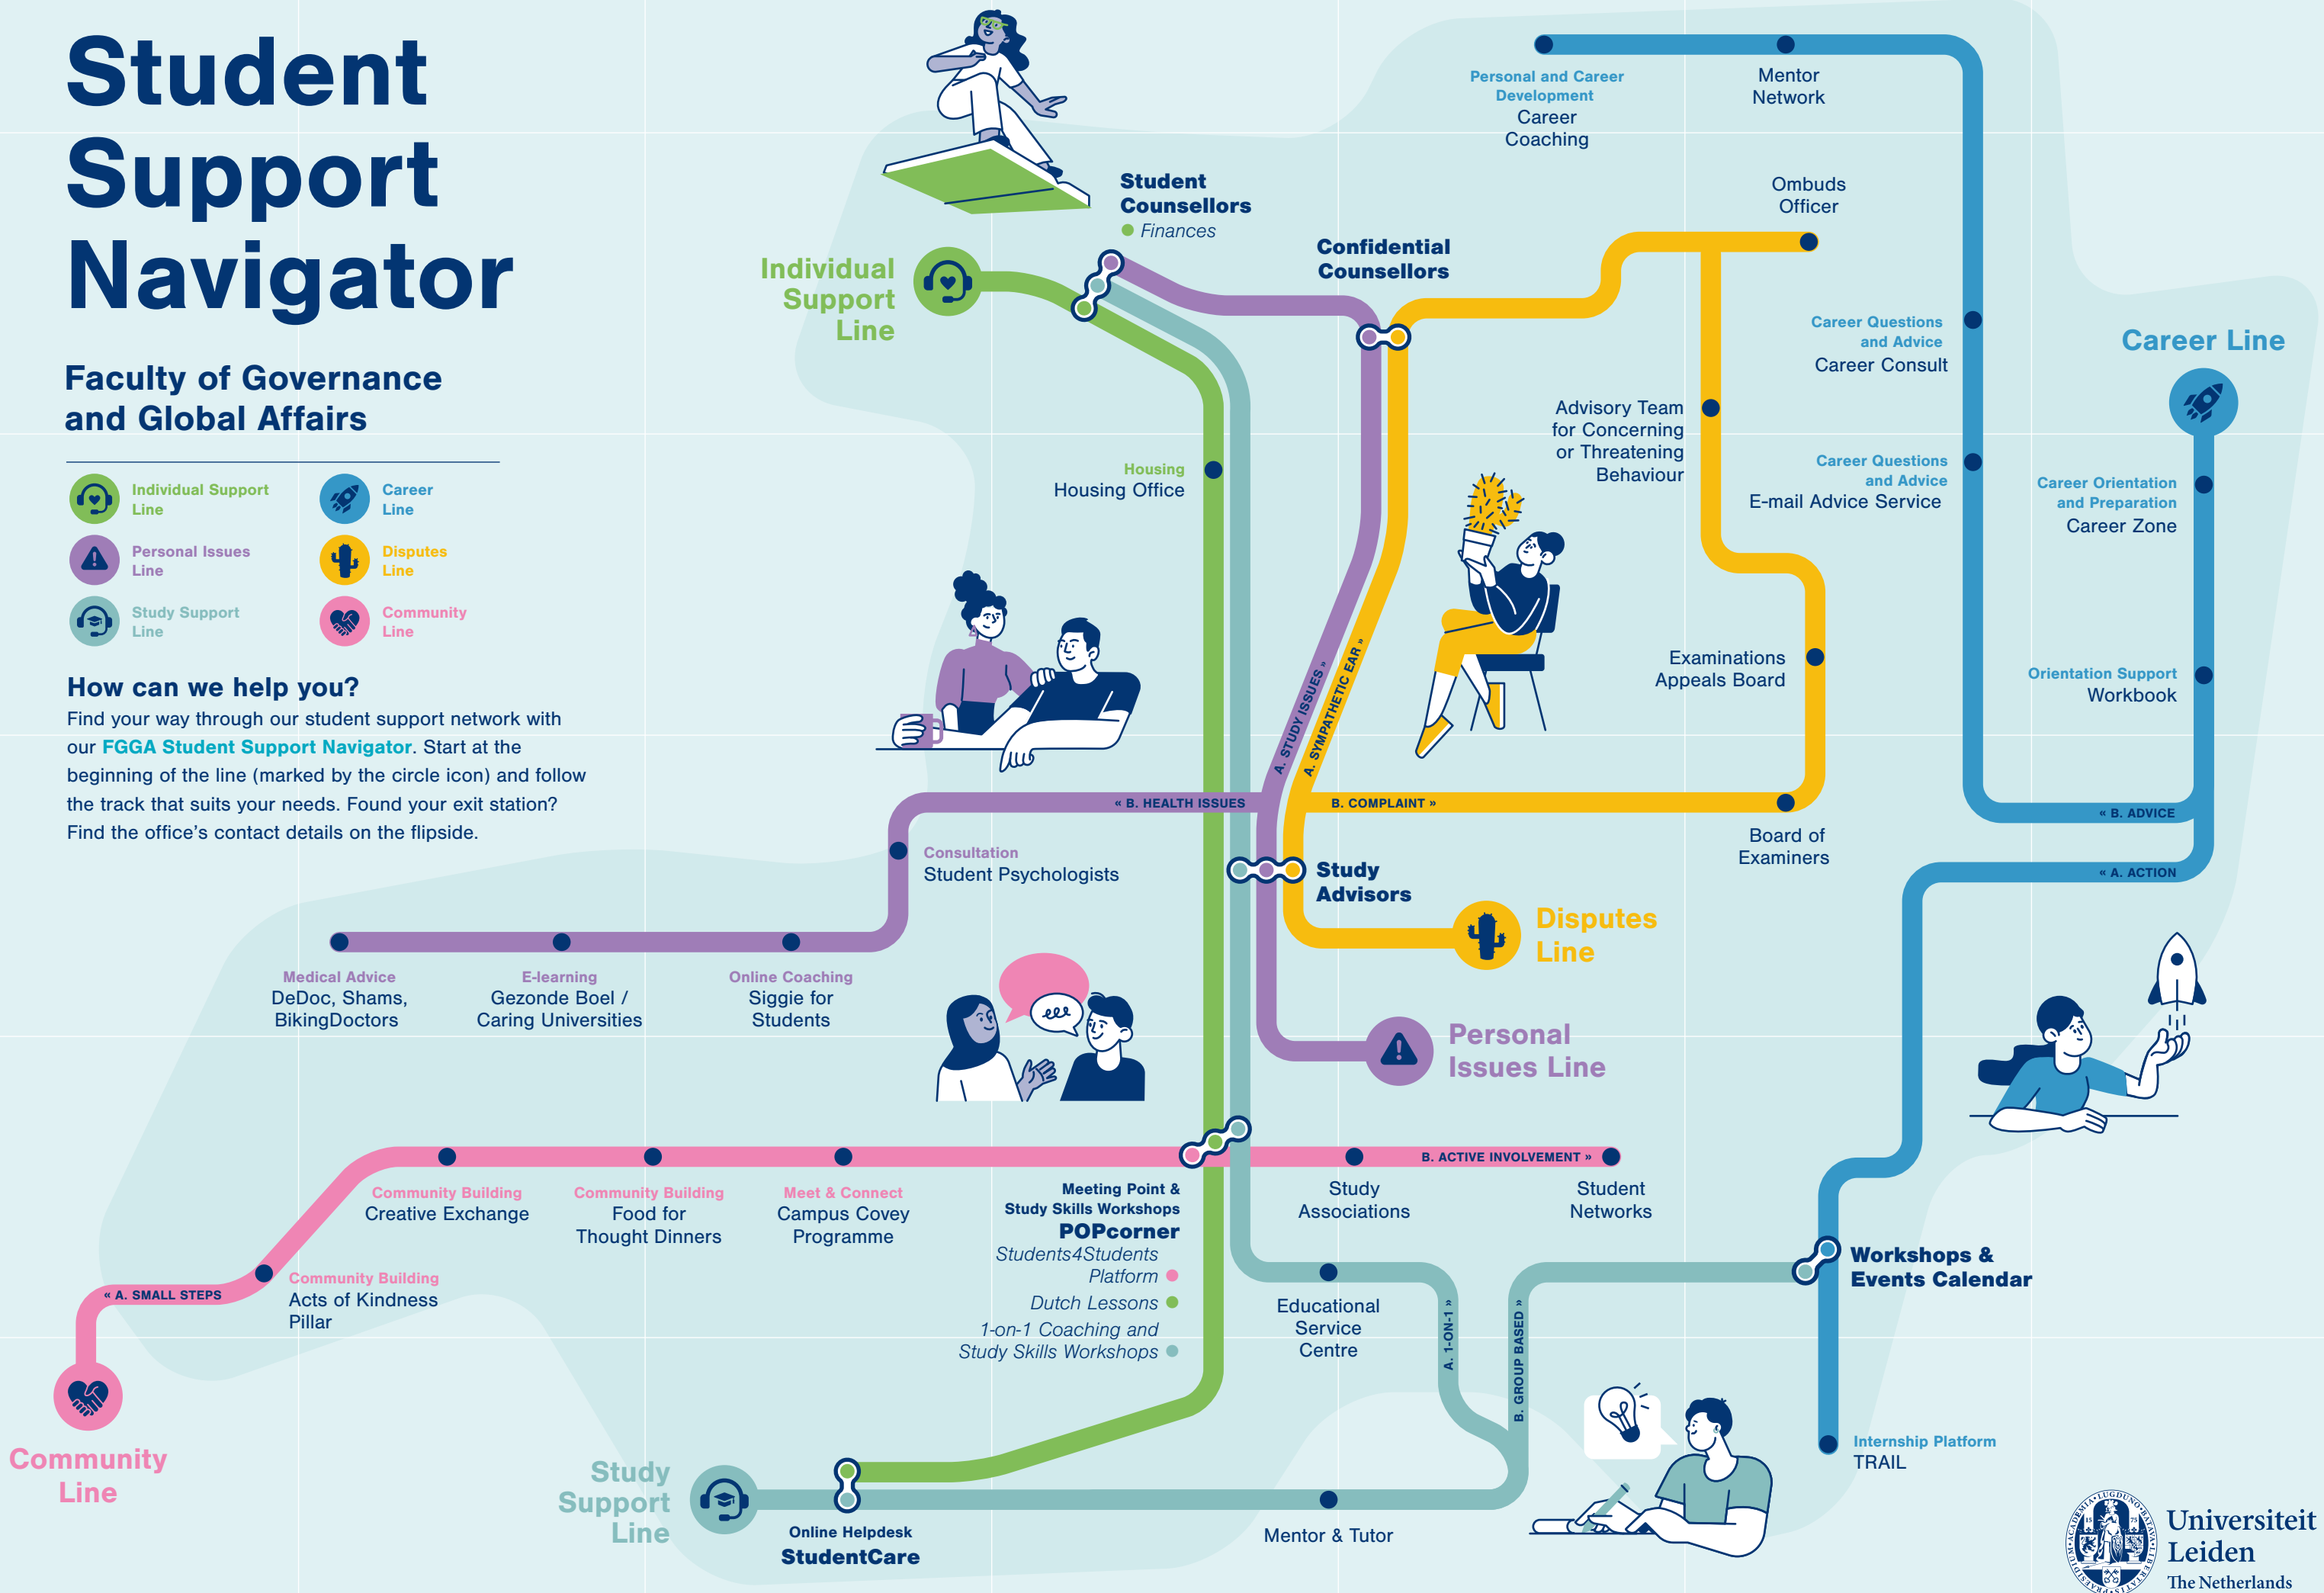 Student
Support
Navigator
Faculty of Governance
and Global Affairs
Individual Support
Line
Career
Line
Personal Issues
Line
Disputes
Line
Study Support
Line
Community
Line
How can we help you?
Find your way through our student support network with
our FGGA Student Support Navigator. Start at the
beginning of the line (marked by the circle icon) and follow
the track that suits your needs. Found your exit station?
Find the office's contact details on the flipside.
Student
Counsellors
Finances
Individual
Support
Line
Confidential
Counsellors
Personal and Career
Development
Career
Coaching
Mentor
Network
Ombuds
Officer
Career Questions
and Advice
Career Consult
Career Line
Advisory Team
for Concerning
or Threatening
Behaviour
Career Questions
and Advice
E-mail Advice Service
Career Orientation
and Preparation
Career Zone
Housing
Housing Office
Examinations
Appeals Board
Orientation Support
Workbook
A. STUDY ISSUES »
A. SYMPATHETIC EAR »
« B. HEALTH ISSUES
B. COMPLAINT »
« B. ADVICE
Board of
Examiners
« A. ACTION
Consultation
Student Psychologists
Study
Advisors
Disputes
Line
Medical Advice
DeDoc, Shams,
BikingDoctors
E-learning
Gezonde Boel /
Caring Universities
Online Coaching
Siggie for
Students
Personal
Issues Line
B. ACTIVE INVOLVEMENT »
Community Building
Creative Exchange
Community Building
Food for
Thought Dinners
Meet & Connect
Campus Covey
Programme
Meeting Point &
Study Skills Workshops
POPcorner
Students4Students
Platform
Dutch Lessons
1-on-1 Coaching and
Study Skills Workshops
Study
Associations
Student
Networks
Workshops &
Events Calendar
« A. SMALL STEPS
Community Building
Acts of Kindness
Pillar
Educational
Service
Centre
A. 1-ON-1 »
B. GROUP BASED »
Community
Line
Internship Platform
TRAIL
Study
Support
Line
Online Helpdesk
StudentCare
Mentor & Tutor
ACADEMIA·LUGDUNO·BATAVA·LIBERTATIS·PRAESIDIUM
15 75
Universiteit
Leiden
The Netherlands